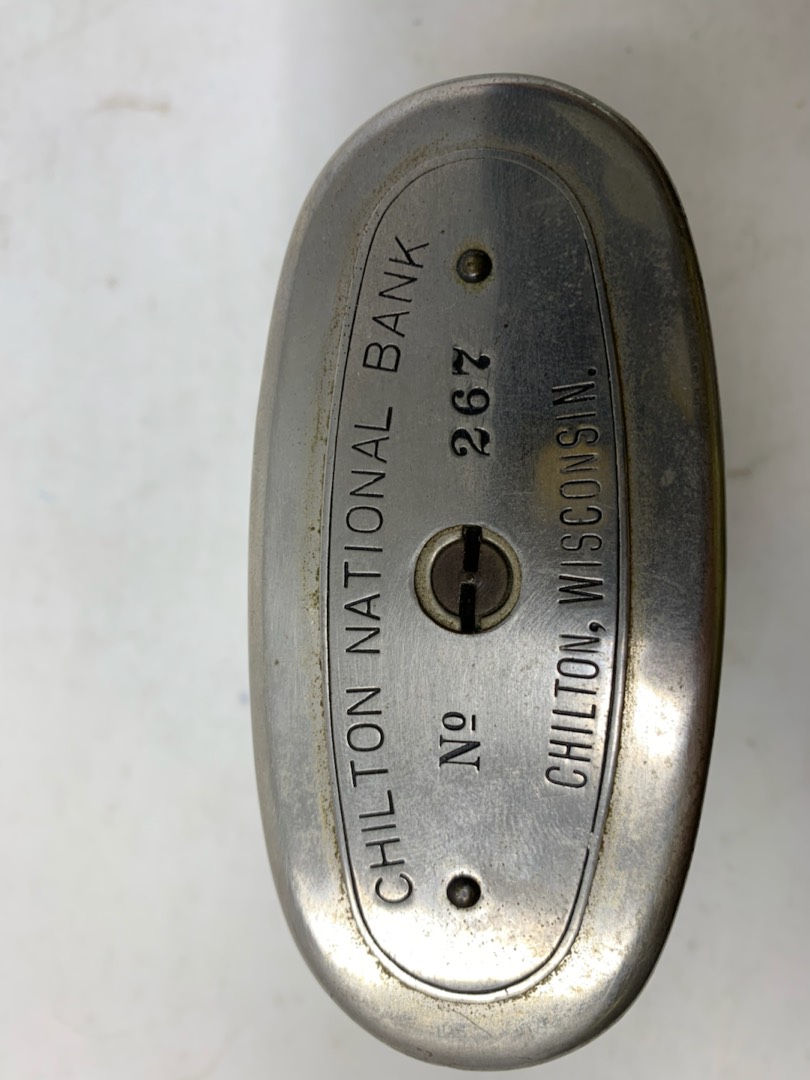 CHILTON NATIONAL BANK
Nº 267
CHILTON, WISCONSIN.